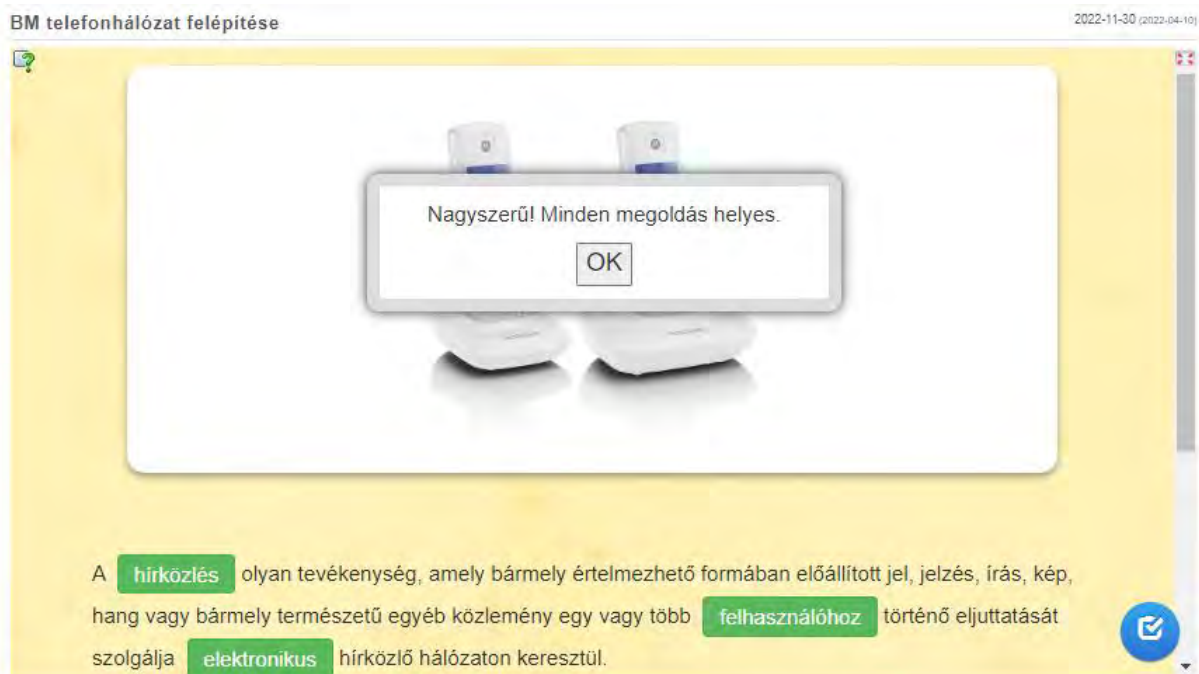 BM telefonhálózat felépítése
2022-11-30 (2022-04-10)
Nagyszerű! Minden megoldás helyes.
OK
A hírközlés olyan tevékenység, amely bármely értelmezhető formában előállított jel, jelzés, írás, kép,
hang vagy bármely természetű egyéb közlemény egy vagy több felhasználóhoz történő eljuttatását
szolgálja elektronikus hírközlő hálózaton keresztül.